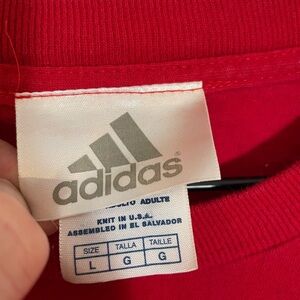 adidas
ADULTO ADULTE
KNIT IN U.S.A.
ASSEMBLED IN EL SALVADOR
SIZE TALLA TAILLE
L G G